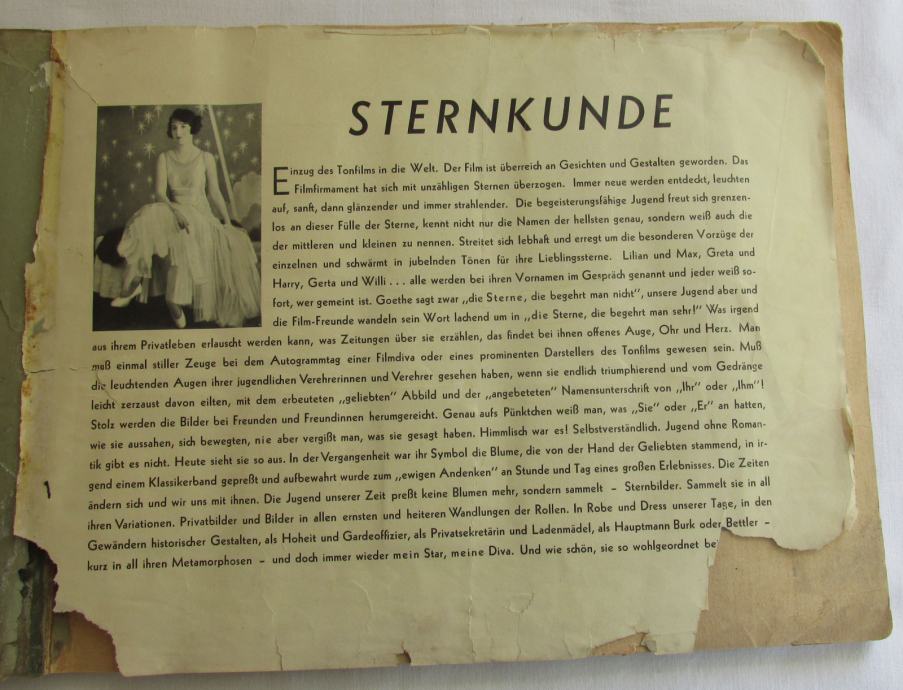 STERNKUNDE
Einzug des Tonfilms in die Welt. Der Film ist überreich an Gesichten und Gestalten geworden. Das
Filmfirmament hat sich mit unzähligen Sternen überzogen. Immer neue werden entdeckt, leuchten
auf, sanft, dann glänzender und immer strahlender. Die begeisterungsfähige Jugend freut sich grenzen-
los an dieser Fülle der Sterne, kennt nicht nur die Namen der hellsten genau, sondern weiß auch die
der mittleren und kleinen zu nennen. Streitet sich lebhaft und erregt um die besonderen Vorzüge der
einzelnen und schwärmt in jubelnden Tönen für ihre Lieblingssterne. Lilian und Max, Greta und
Harry, Gerta und Willi . . . alle werden bei ihren Vornamen im Gespräch genannt und jeder weiß so-
fort, wer gemeint ist. Goethe sagt zwar „die Sterne, die begehrt man nicht", unsere Jugend aber und
die Film-Freunde wandeln sein Wort lachend um in „die Sterne, die begehrt man sehr!" Was irgend
aus ihrem Privatleben erlauscht werden kann, was Zeitungen über sie erzählen, das findet bei ihnen offenes Auge, Ohr und Herz. Man
muß einmal stiller Zeuge bei dem Autogrammtag einer Filmdiva oder eines prominenten Darstellers des Tonfilms gewesen sein. Muß
die leuchtenden Augen ihrer jugendlichen Verehrerinnen und Verehrer gesehen haben, wenn sie endlich triumphierend und vom Gedränge
leicht zerzaust davon eilten, mit dem erbeuteten „geliebten" Abbild und der „angebeteten" Namensunterschrift von „Ihr" oder „Ihm"!
Stolz werden die Bilder bei Freunden und Freundinnen herumgereicht. Genau aufs Pünktchen weiß man, was „Sie" oder „Er" an hatten,
wie sie aussahen, sich bewegten, nie aber vergißt man, was sie gesagt haben. Himmlisch war es! Selbstverständlich. Jugend ohne Roman-
tik gibt es nicht. Heute sieht sie so aus. In der Vergangenheit war ihr Symbol die Blume, die von der Hand der Geliebten stammend, in ir-
gend einem Klassikerband gepreßt und aufbewahrt wurde zum „ewigen Andenken" an Stunde und Tag eines großen Erlebnisses. Die Zeiten
ändern sich und wir uns mit ihnen. Die Jugend unserer Zeit preßt keine Blumen mehr, sondern sammelt – Sternbilder. Sammelt sie in all
ihren Variationen. Privatbilder und Bilder in allen ernsten und heiteren Wandlungen der Rollen. In Robe und Dress unserer Tage, in den
Gewändern historischer Gestalten, als Hoheit und Gardeoffizier, als Privatsekretärin und Ladenmädel, als Hauptmann Burk oder Bettler –
kurz in all ihren Metamorphosen – und doch immer wieder mein Star, meine Diva. Und wie schön, sie so wohlgeordnet